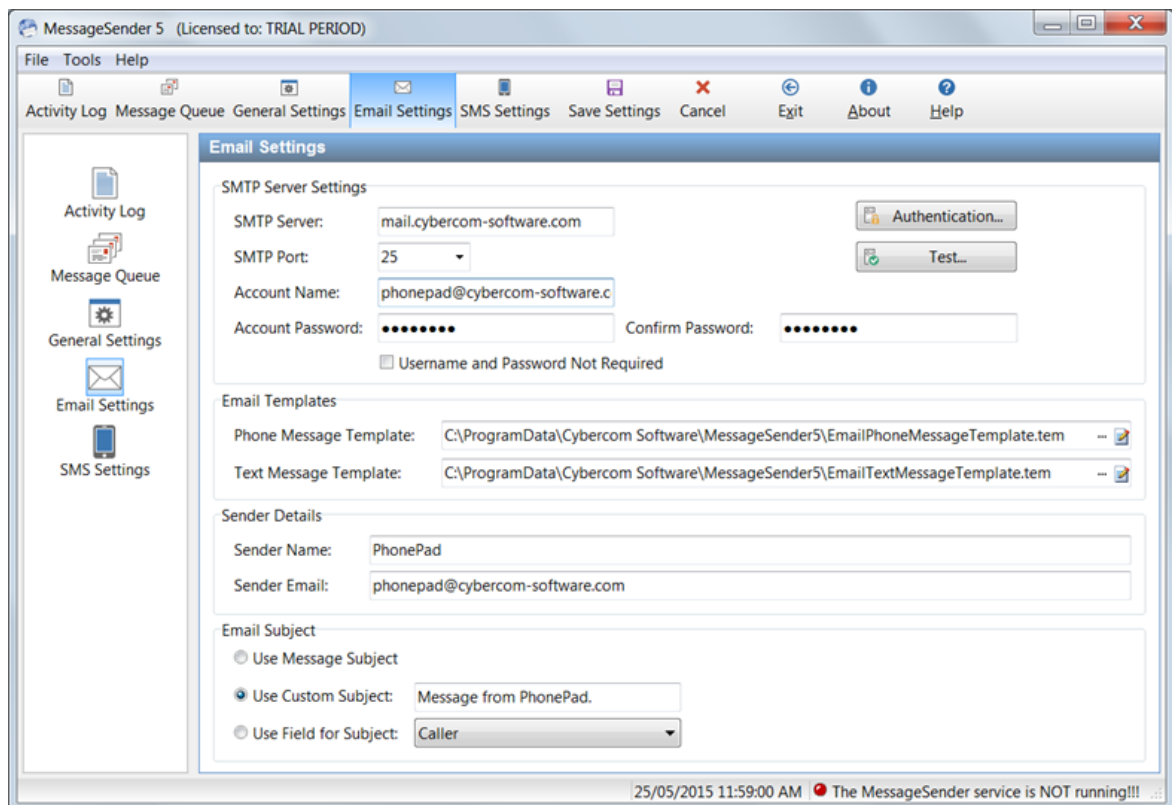 MessageSender 5 (Licensed to: TRIAL PERIOD)
File Tools Help
Activity Log Message Queue General Settings Email Settings SMS Settings Save Settings Cancel Exit About Help
Email Settings
Activity Log
Message Queue
General Settings
Email Settings
SMS Settings
SMTP Server Settings
SMTP Server: mail.cybercom-software.com Authentication...
SMTP Port: 25 Test...
Account Name: phonepad@cybercom-software.c
Account Password: •••••••• Confirm Password: ••••••••
Username and Password Not Required
Email Templates
Phone Message Template: C:\ProgramData\Cybercom Software\MessageSender5\EmailPhoneMessageTemplate.tem ...
Text Message Template: C:\ProgramData\Cybercom Software\MessageSender5\EmailTextMessageTemplate.tem ...
Sender Details
Sender Name: PhonePad
Sender Email: phonepad@cybercom-software.com
Email Subject
Use Message Subject
Use Custom Subject: Message from PhonePad.
Use Field for Subject: Caller
25/05/2015 11:59:00 AM The MessageSender service is NOT running!!!